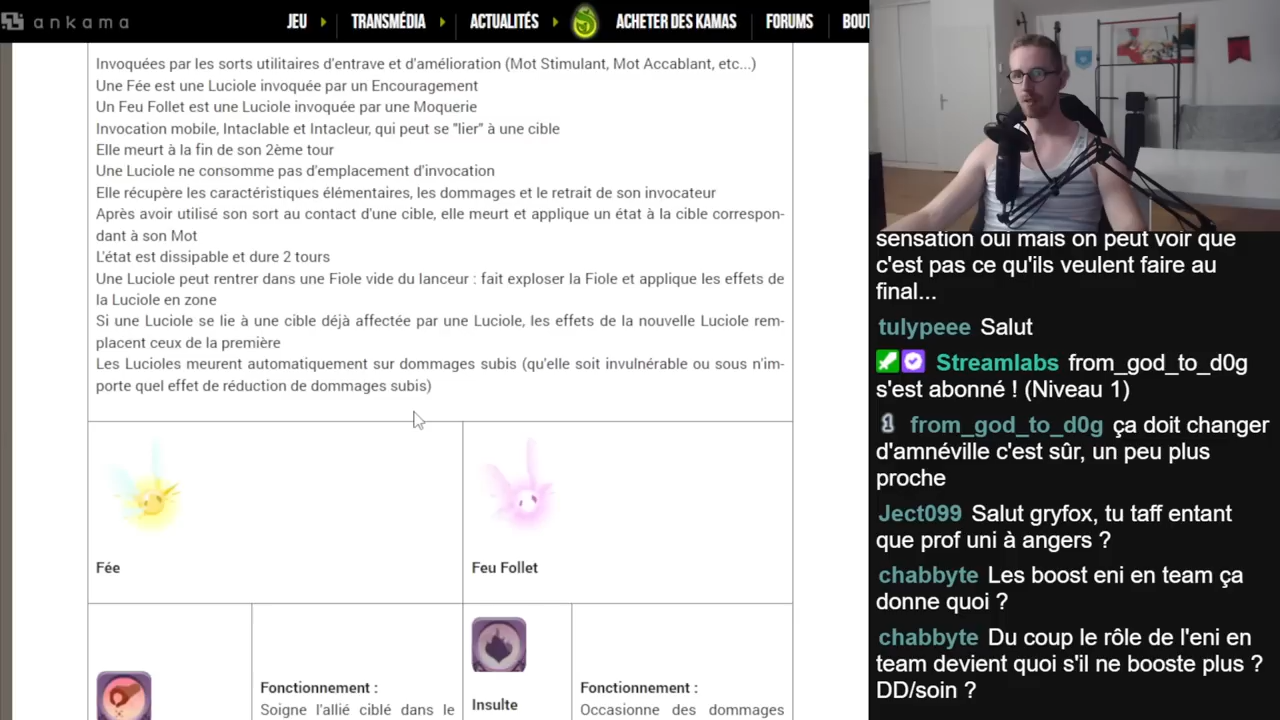 ankama
JEU
TRANSMÉDIA
ACTUALITÉS
ACHETER DES KAMAS
FORUMS
BOUT
Invoquées par les sorts utilitaires d'entrave et d'amélioration (Mot Stimulant, Mot Accablant, etc...)
Une Fée est une Luciole invoquée par un Encouragement
Un Feu Follet est une Luciole invoquée par une Moquerie
Invocation mobile, Intaclable et Intacleur, qui peut se "lier" à une cible
Elle meurt à la fin de son 2ème tour
Une Luciole ne consomme pas d'emplacement d'invocation
Elle récupère les caractéristiques élémentaires, les dommages et le retrait de son invocateur
Après avoir utilisé son sort au contact d'une cible, elle meurt et applique un état à la cible correspon-
dant à son Mot
L'état est dissipable et dure 2 tours
Une Luciole peut rentrer dans une Fiole vide du lanceur : fait exploser la Fiole et applique les effets de
la Luciole en zone
Si une Luciole se lie à une cible déjà affectée par une Luciole, les effets de la nouvelle Luciole rem-
placent ceux de la première
Les Lucioles meurent automatiquement sur dommages subis (qu'elle soit invulnérable ou sous n'im-
porte quel effet de réduction de dommages subis)
Fée
Feu Follet
Fonctionnement :
Soigne l'allié ciblé dans le
Insulte
Fonctionnement :
Occasionne des dommages
sensation oui mais on peut voir que
c'est pas ce qu'ils veulent faire au
final...
tulypeee Salut
Streamlabs from_god_to_d0g
s'est abonné ! (Niveau 1)
1 from_god_to_d0g ça doit changer
d'amnéville c'est sûr, un peu plus
proche
Ject099 Salut gryfox, tu taff entant
que prof uni à angers ?
chabbyte Les boost eni en team ça
donne quoi ?
chabbyte Du coup le rôle de l'eni en
team devient quoi s'il ne booste plus ?
DD/soin ?